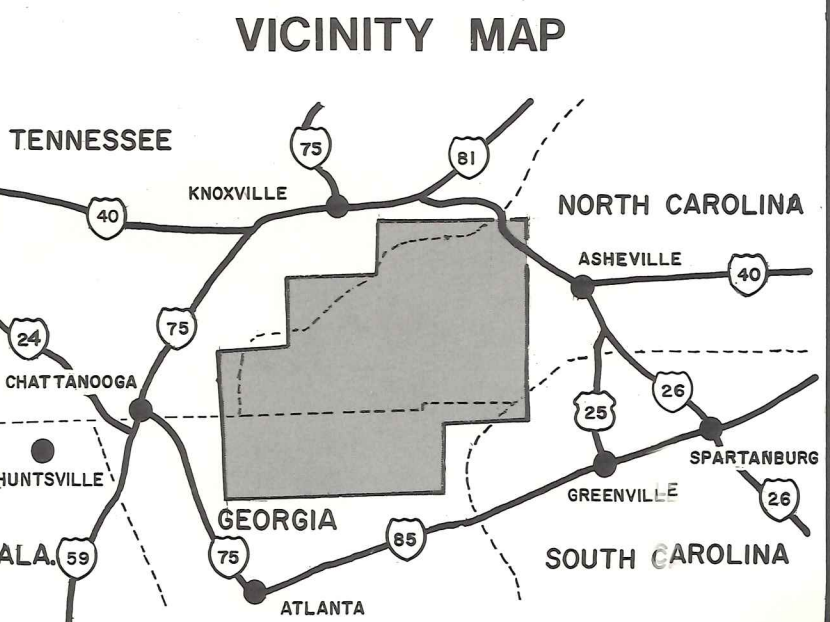 VICINITY MAP
TENNESSEE
75
81
KNOXVILLE
40
NORTH CAROLINA
ASHEVILLE
40
75
24
CHATTANOOGA
26
25
HUNTSVILLE
SPARTANBURG
GREENVILLE
26
GEORGIA
ALA.
59
75
85
SOUTH CAROLINA
ATLANTA